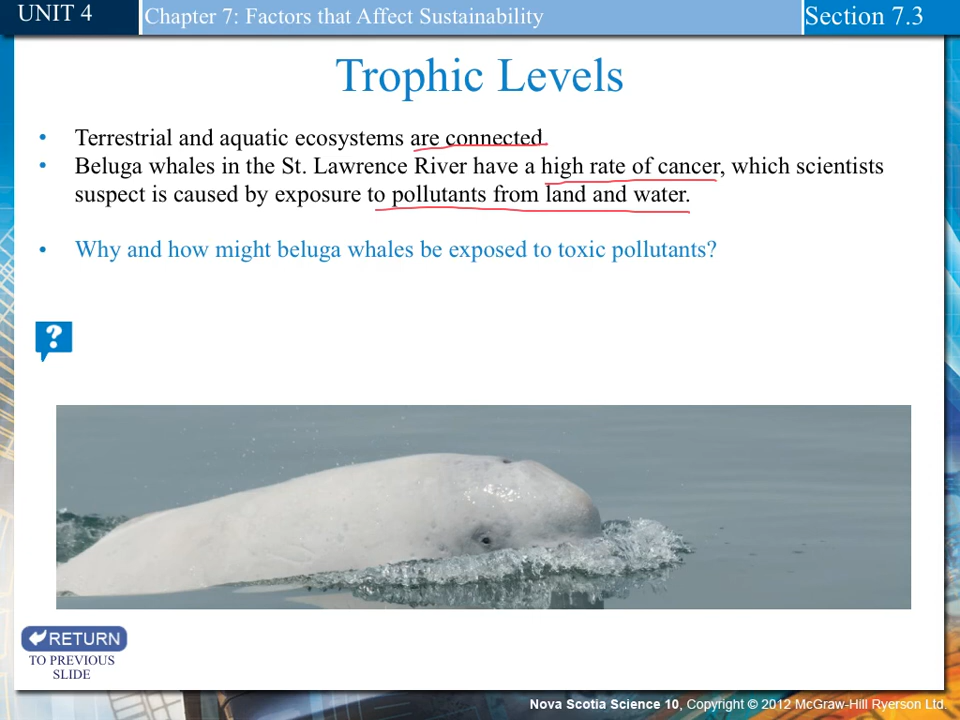 UNIT 4
Chapter 7: Factors that Affect Sustainability
Section 7.3
Trophic Levels
• Terrestrial and aquatic ecosystems are connected.
• Beluga whales in the St. Lawrence River have a high rate of cancer, which scientists
suspect is caused by exposure to pollutants from land and water.
• Why and how might beluga whales be exposed to toxic pollutants?
?
RETURN
TO PREVIOUS
SLIDE
Nova Scotia Science 10, Copyright © 2012 McGraw-Hill Ryerson Ltd.